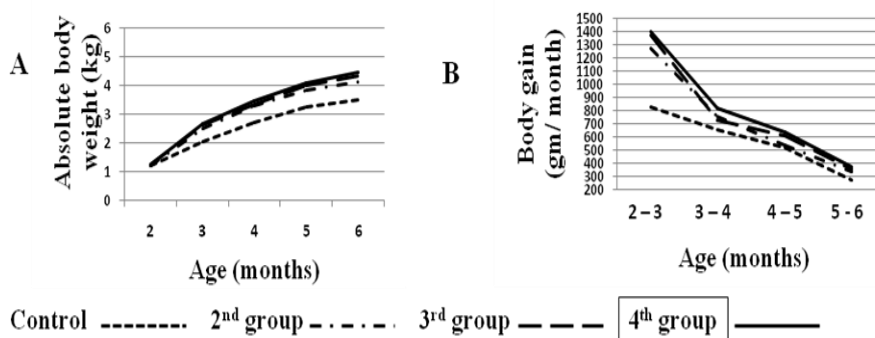 A
Absolute body
weight (kg)
6
5
4
3
2
1
0
2 3 4 5 6
Age (months)
B
Body gain
(gm/ month)
1500
1400
1300
1200
1100
1000
900
800
700
600
500
400
300
200
2 – 3 3 – 4 4 – 5 5 - 6
Age (months)
Control 2nd group 3rd group 4th group